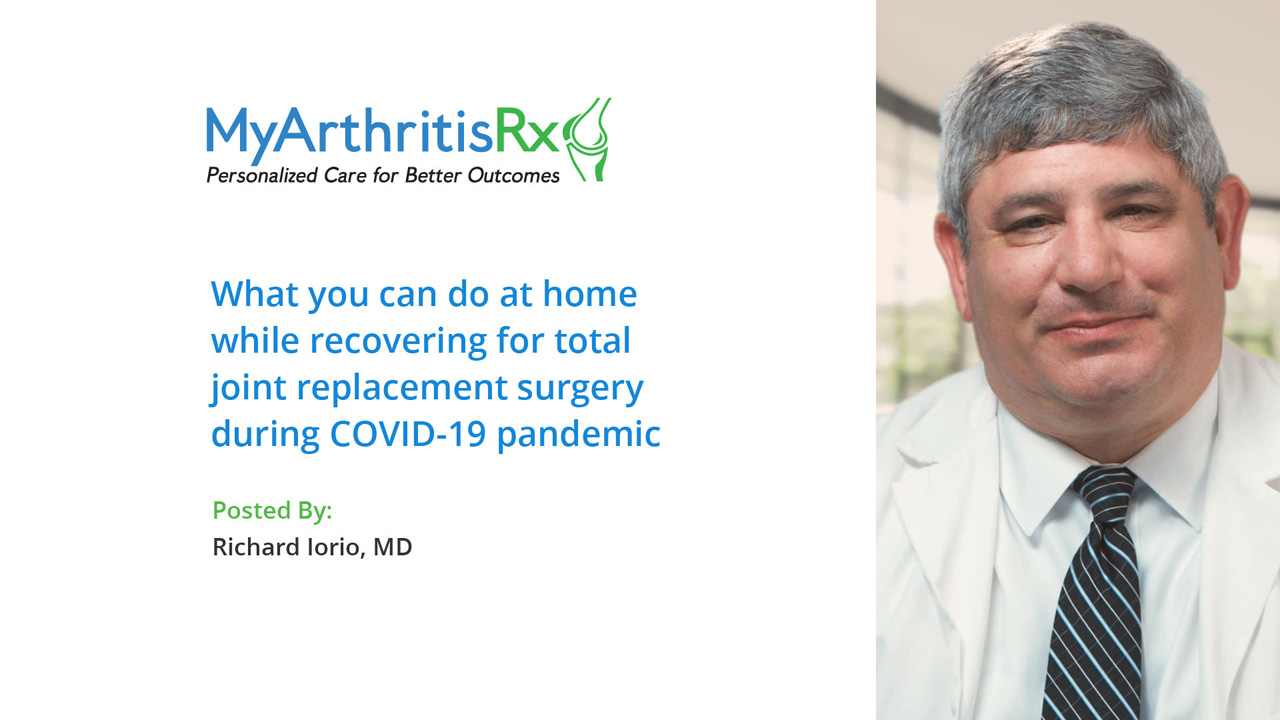 MyArthritisRx
Personalized Care for Better Outcomes
What you can do at home
while recovering for total
joint replacement surgery
during COVID-19 pandemic
Posted By:
Richard Iorio, MD